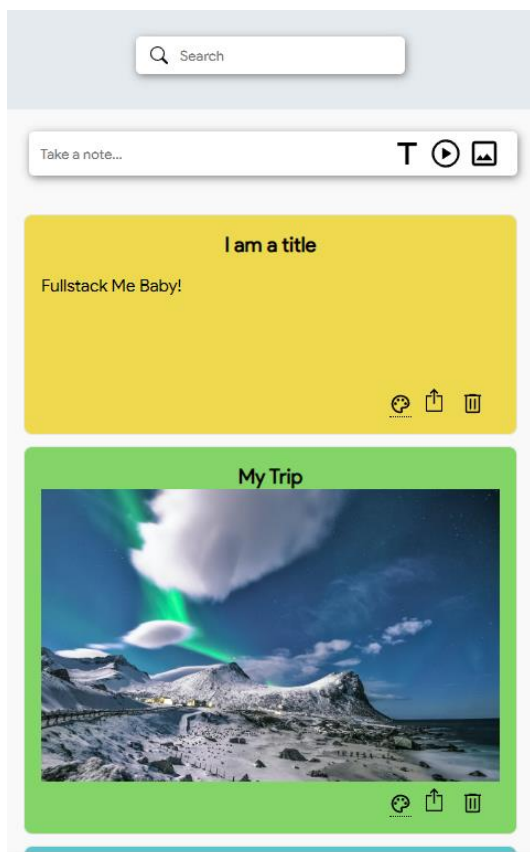 Search
Take a note...
I am a title
Fullstack Me Baby!
My Trip